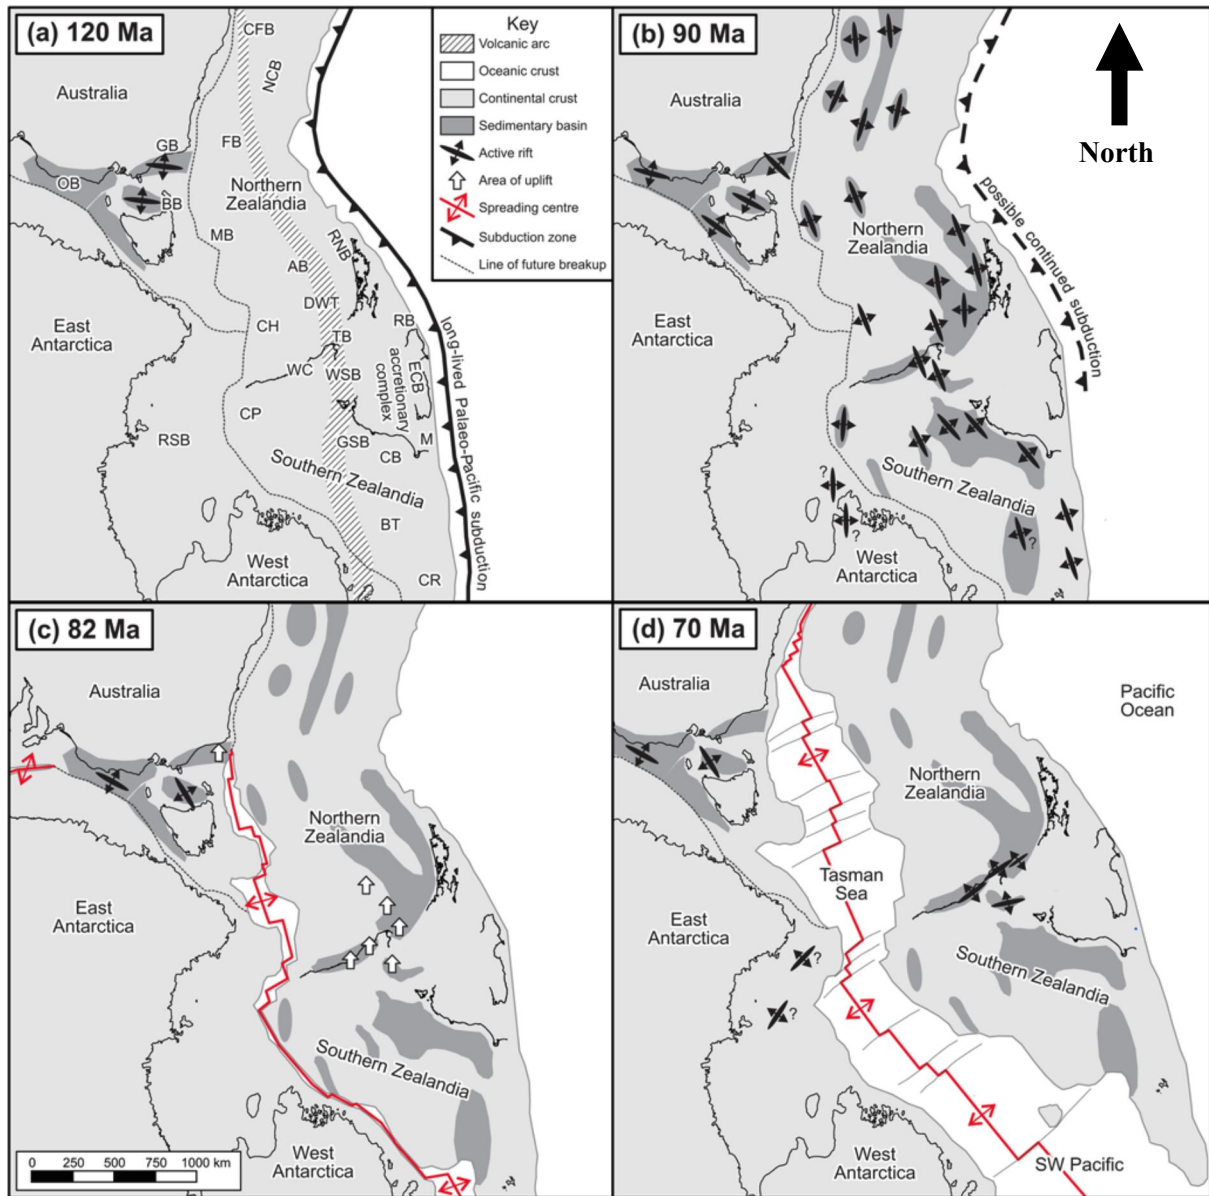 (a) 120 Ma
CFB
NCB
Australia
GB
FB
OB
BB
Northern
Zealandia
MB
RNB
AB
DWT
East
Antarctica
CH
TB
RB
WC
WSB
ECB
accretionary
complex
CP
RSB
GSB
M
CB
Southern Zealandia
BT
West
Antarctica
CR
long-lived Palaeo-Pacific subduction
Key
Volcanic arc
Oceanic crust
Continental crust
Sedimentary basin
Active rift
Area of uplift
Spreading centre
Subduction zone
Line of future breakup
(b) 90 Ma
North
Australia
possible continued subduction
Northern
Zealandia
East
Antarctica
Southern Zealandia
?
?
?
West
Antarctica
(c) 82 Ma
Australia
Northern
Zealandia
East
Antarctica
Southern Zealandia
West
Antarctica
0 250 500 750 1000 km
(d) 70 Ma
Australia
Pacific
Ocean
Northern
Zealandia
Tasman
Sea
East
Antarctica
?
?
Southern Zealandia
West
Antarctica
SW Pacific